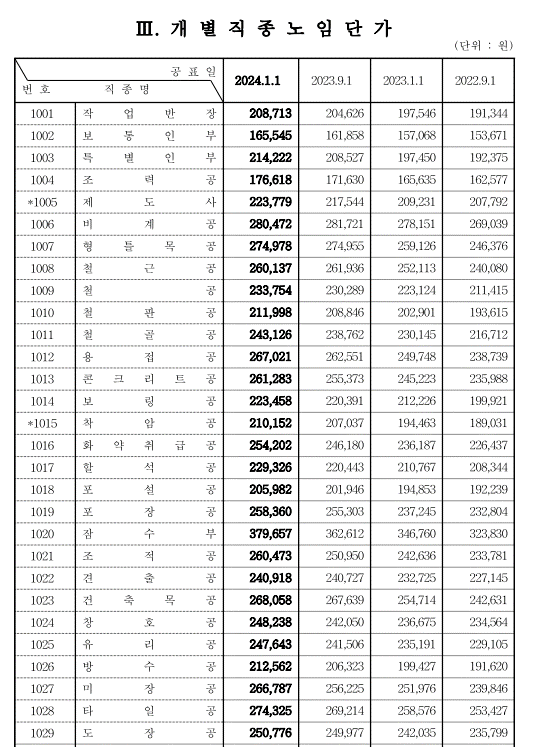 Ⅲ. 개 별 직 종 노 임 단 가
(단위 : 원)
공 표 일
번 호 직 종 명 2024.1.1 2023.9.1 2023.1.1 2022.9.1
1001 작 업 반 장 208,713 204,626 197,546 191,344
1002 보 통 인 부 165,545 161,858 157,068 153,671
1003 특 별 인 부 214,222 208,527 197,450 192,375
1004 조 력 공 176,618 171,630 165,635 162,577
*1005 제 도 사 223,779 217,544 209,231 207,792
1006 비 계 공 280,472 281,721 278,151 269,039
1007 형 틀 목 공 274,978 274,955 259,126 246,376
1008 철 근 공 260,137 261,936 252,113 240,080
1009 철 공 233,754 230,289 223,124 211,415
1010 철 판 공 211,998 208,846 202,901 193,615
1011 철 골 공 243,126 238,762 230,145 216,712
1012 용 접 공 267,021 262,551 249,748 238,739
1013 콘 크 리 트 공 261,283 255,373 245,223 235,988
1014 보 링 공 223,458 220,391 212,226 199,921
*1015 착 암 공 210,152 207,037 194,463 189,031
1016 화 약 취 급 공 254,202 246,180 236,187 226,437
1017 할 석 공 229,326 220,443 210,767 208,344
1018 포 설 공 205,982 201,946 194,853 192,239
1019 포 장 공 258,360 255,303 237,245 232,804
1020 잠 수 부 379,657 362,612 346,760 323,830
1021 조 적 공 260,473 250,950 242,636 233,781
1022 견 출 공 240,918 240,727 232,725 227,145
1023 건 축 목 공 268,058 267,639 254,714 242,631
1024 창 호 공 248,238 242,050 236,675 234,564
1025 유 리 공 247,643 241,506 235,191 229,105
1026 방 수 공 212,562 206,323 199,427 191,620
1027 미 장 공 266,787 256,225 251,976 239,846
1028 타 일 공 274,325 269,214 258,576 253,427
1029 도 장 공 250,776 249,977 242,035 235,799